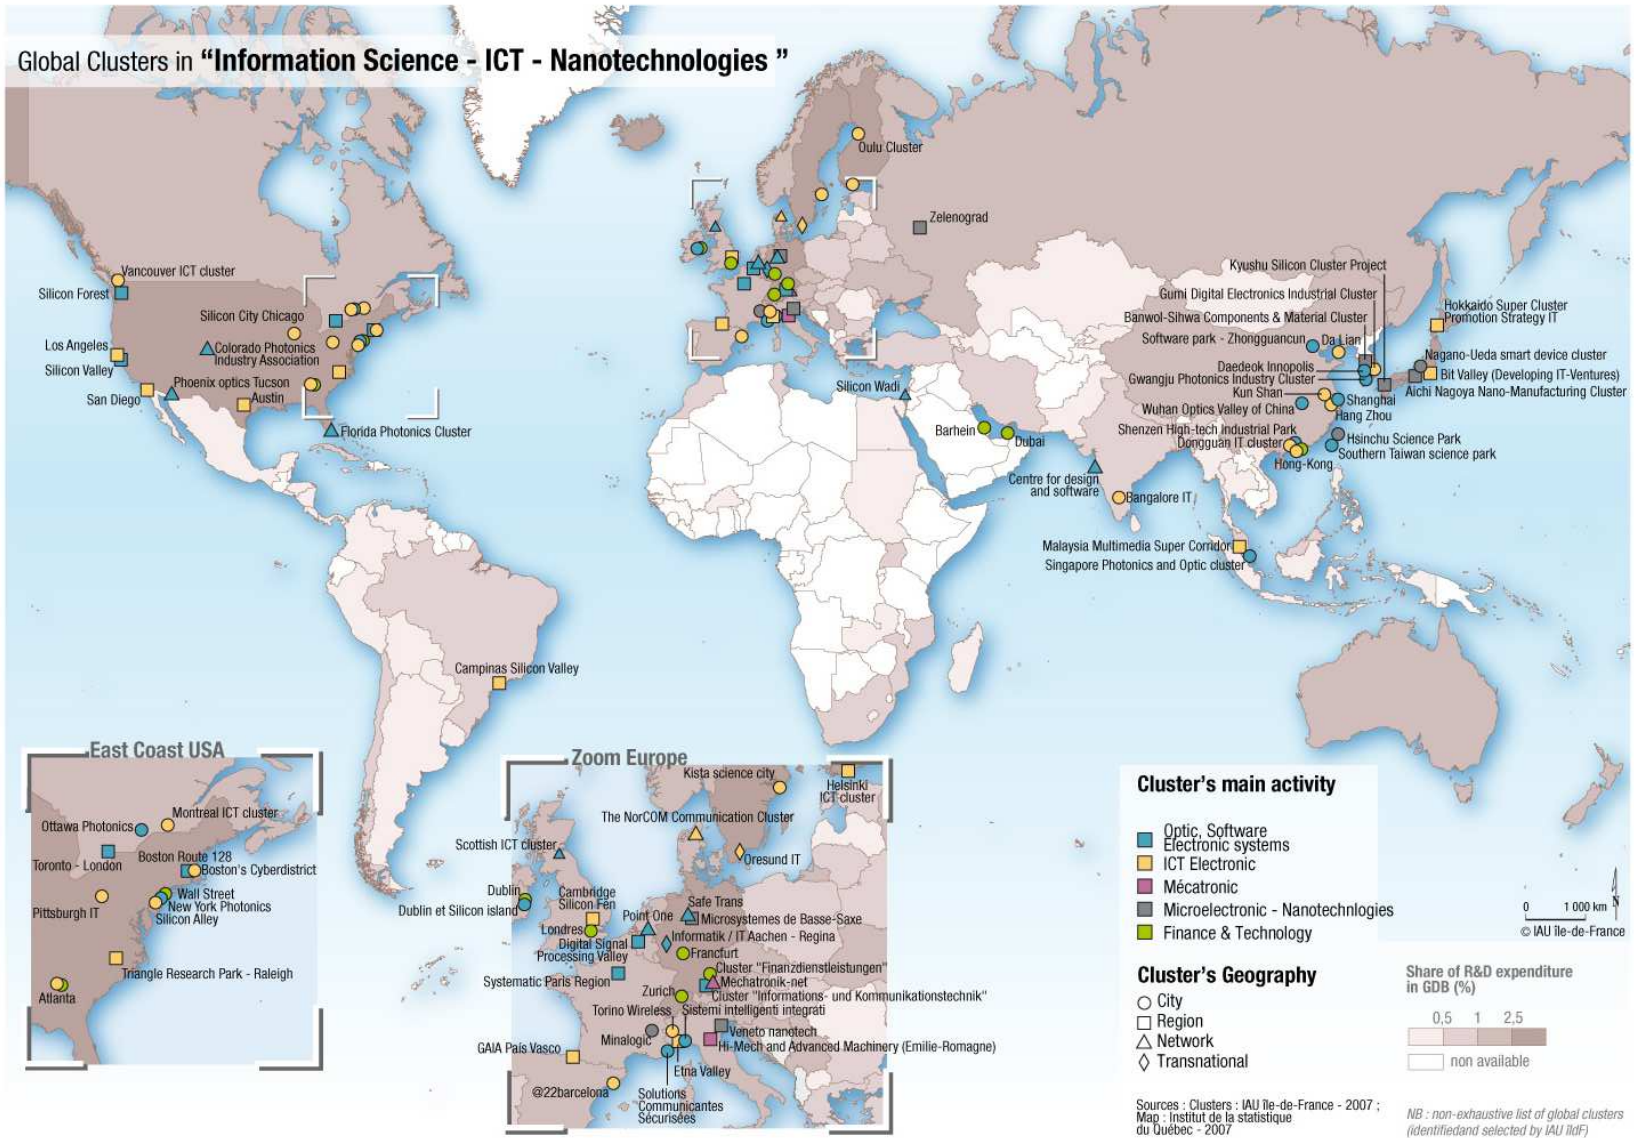 Global Clusters in “Information Science - ICT - Nanotechnologies ”
Oulu Cluster
Zelenograd
Vancouver ICT cluster
Silicon Forest
Silicon City Chicago
Los Angeles
Colorado Photonics
Industry Association
Silicon Valley
Phoenix optics Tucson
San Diego
Austin
Florida Photonics Cluster
Silicon Wadi
Barhein
Dubai
Centre for design
and software
Bangalore IT
Kyushu Silicon Cluster Project
Gumi Digital Electronics Industrial Cluster
Banwol-Sihwa Components & Material Cluster
Software park - Zhongguancun
Da Lian
Hokkaido Super Cluster
Promotion Strategy IT
Nagano-Ueda smart device cluster
Daedeok Innopolis
Bit Valley (Developing IT-Ventures)
Gwangju Photonics Industry Cluster
Aichi Nagoya Nano-Manufacturing Cluster
Kun Shan
Shanghai
Wuhan Optics Valley of China
Hang Zhou
Shenzen High-tech Industrial Park
Dongguan IT cluster
Hsinchu Science Park
Southern Taiwan science park
Hong-Kong
Malaysia Multimedia Super Corridor
Singapore Photonics and Optic cluster
Campinas Silicon Valley
East Coast USA
Montreal ICT cluster
Ottawa Photonics
Toronto - London
Boston Route 128
Boston's Cyberdistrict
Wall Street
New York Photonics
Silicon Alley
Pittsburgh IT
Triangle Research Park - Raleigh
Atlanta
Zoom Europe
Kista science city
Helsinki
ICT cluster
The NorCOM Communication Cluster
Scottish ICT cluster
Oresund IT
Dublin
Dublin et Silicon island
Cambridge
Silicon Fen
Safe Trans
Point One
Microsystemes de Basse-Saxe
Londres
Digital Signal
Processing Valley
Informatik / IT Aachen - Regina
Francfurt
Cluster "Finanzdienstleistungen"
Systematic Paris Region
Mechatronik-net
Zurich
Cluster "Informations- und Kommunikationstechnik"
Torino Wireless
Sistemi intelligenti integrati
Minalogic
Veneto nanotech
Hi-Mech and Advanced Machinery (Emilie-Romagne)
GAIA País Vasco
Etna Valley
@22barcelona
Solutions
Communicantes
Sécurisées
Cluster's main activity
Optic, Software
Electronic systems
ICT Electronic
Mécatronic
Microelectronic - Nanotechnlogies
Finance & Technology
0 1 000 km
N
© IAU île-de-France
Cluster's Geography
City
Region
Network
Transnational
Share of R&D expenditure
in GDB (%)
0,5 1 2,5
non available
Sources : Clusters : IAU île-de-France - 2007 ;
Map : Institut de la statistique
du Québec - 2007
NB : non-exhaustive list of global clusters
(identifiedand selected by IAU îldF)